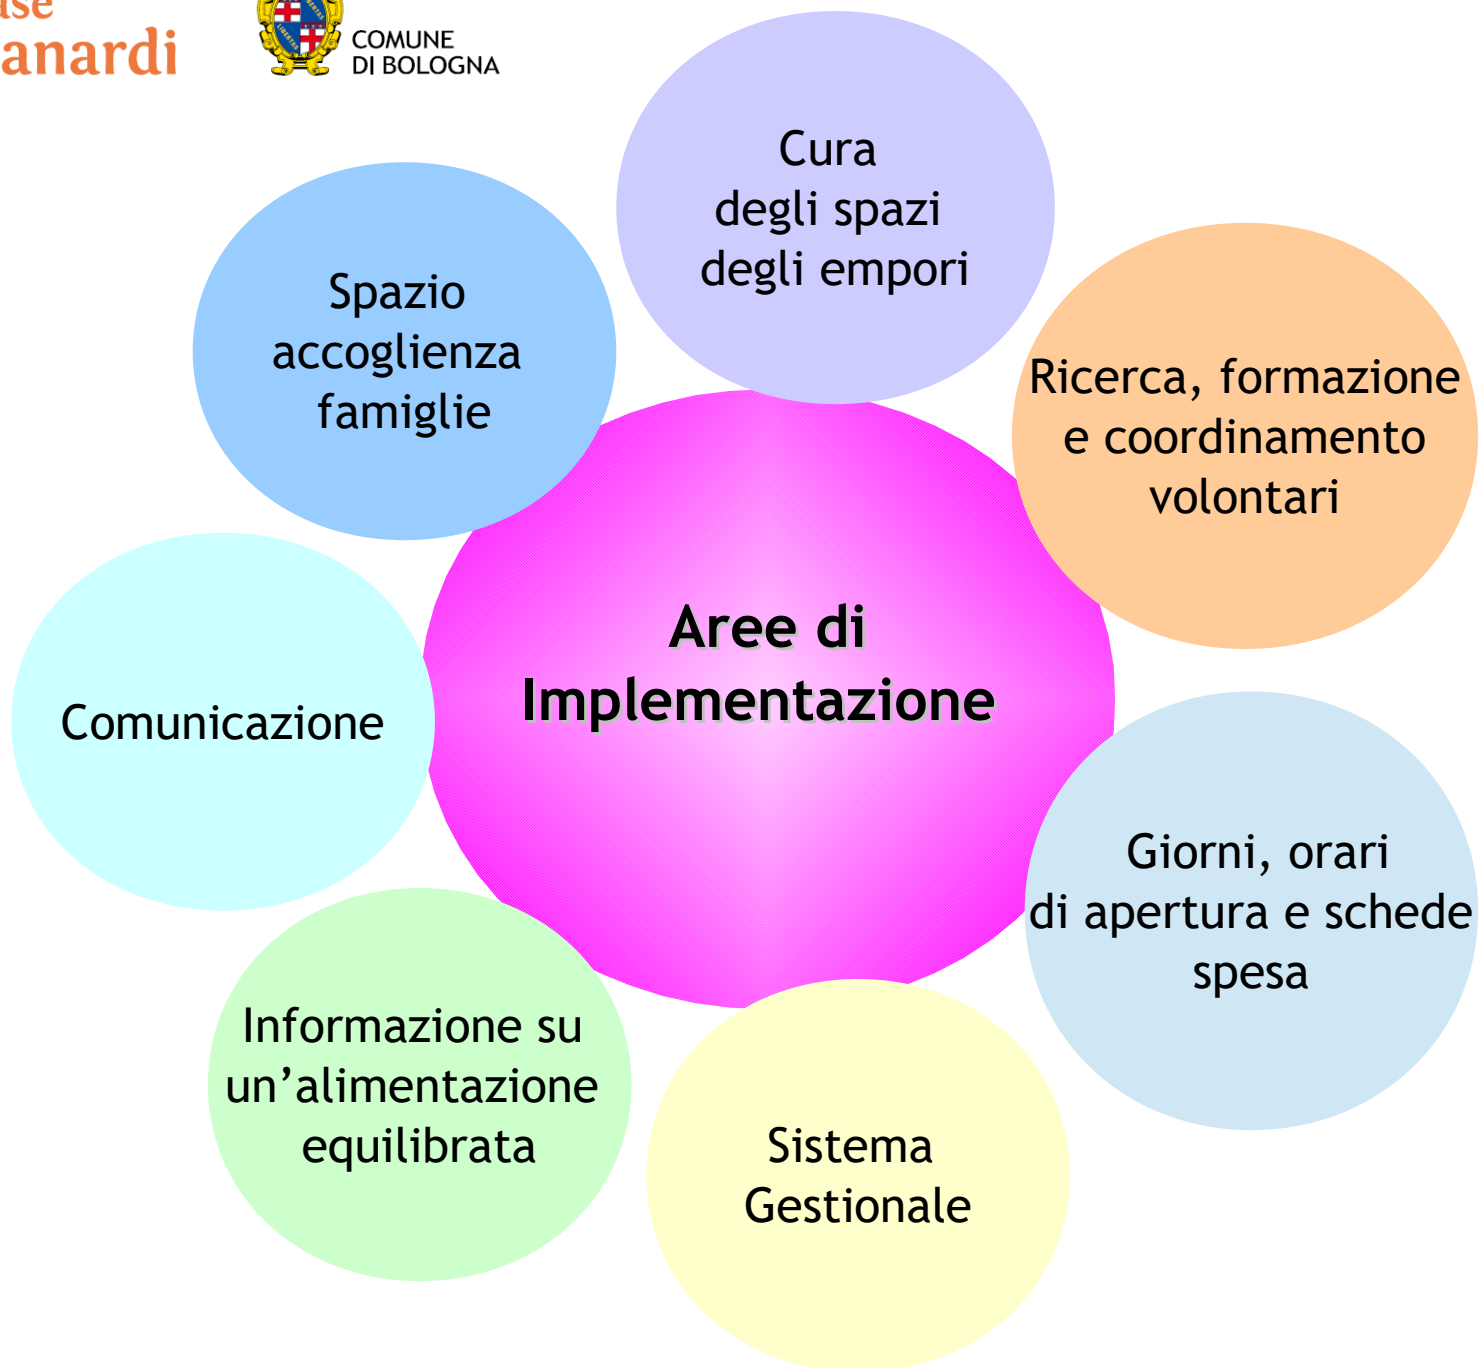 anardi
COMUNE
DI BOLOGNA
Cura
degli spazi
degli empori
Spazio
accoglienza
famiglie
Ricerca, formazione
e coordinamento
volontari
Aree di
Implementazione
Comunicazione
Giorni, orari
di apertura e schede
spesa
Informazione su
un’alimentazione
equilibrata
Sistema
Gestionale